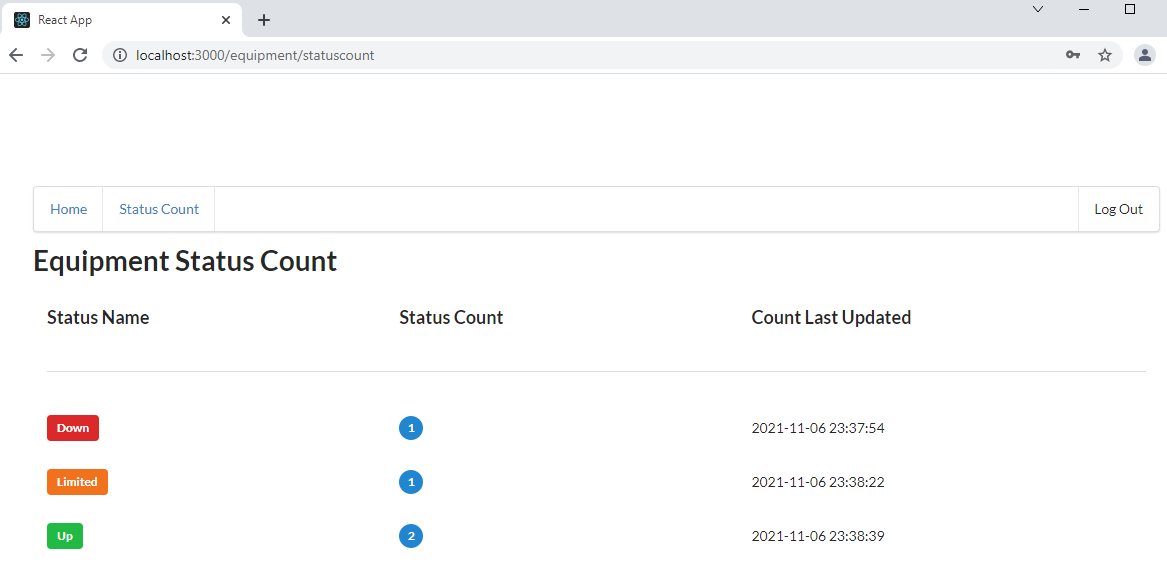 React App
localhost:3000/equipment/statuscount
Home Status Count Log Out
Equipment Status Count
Status Name Status Count Count Last Updated
Down 1 2021-11-06 23:37:54
Limited 1 2021-11-06 23:38:22
Up 2 2021-11-06 23:38:39